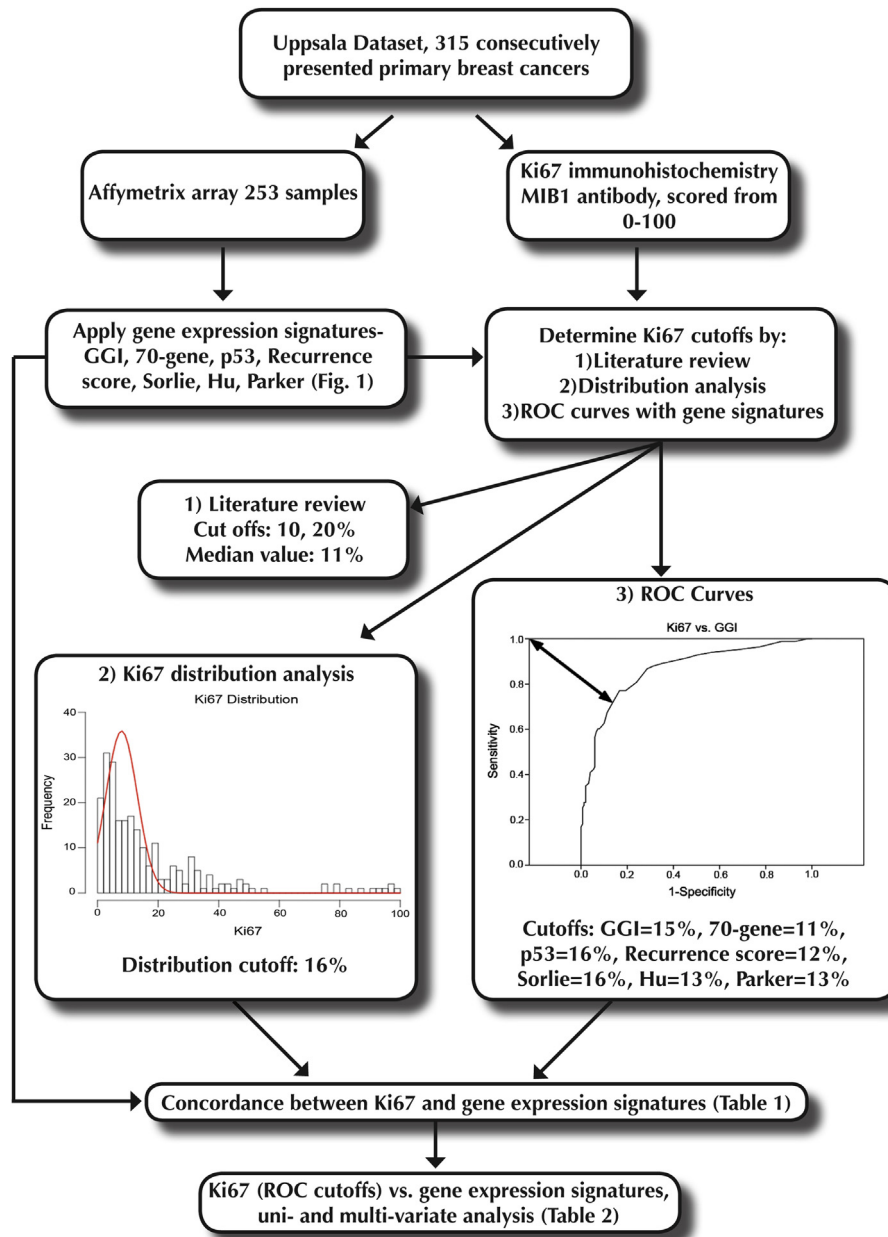 Uppsala Dataset, 315 consecutively
presented primary breast cancers
Affymetrix array 253 samples
Ki67 immunohistochemistry
MIB1 antibody, scored from
0-100
Apply gene expression signatures-
GGI, 70-gene, p53, Recurrence
score, Sorlie, Hu, Parker (Fig. 1)
Determine Ki67 cutoffs by:
1)Literature review
2)Distribution analysis
3)ROC curves with gene signatures
1) Literature review
Cut offs: 10, 20%
Median value: 11%
2) Ki67 distribution analysis
Ki67 Distribution
40
30
20
10
0
Frequency
0 20 40 60 80 100
Ki67
Distribution cutoff: 16%
3) ROC Curves
Ki67 vs. GGI
1.0
0.8
0.6
0.4
0.2
0.0
Sensitivity
0.0 0.2 0.4 0.6 0.8 1.0
1-Specificity
Cutoffs: GGI=15%, 70-gene=11%,
p53=16%, Recurrence score=12%,
Sorlie=16%, Hu=13%, Parker=13%
Concordance between Ki67 and gene expression signatures (Table 1)
Ki67 (ROC cutoffs) vs. gene expression signatures,
uni- and multi-variate analysis (Table 2)